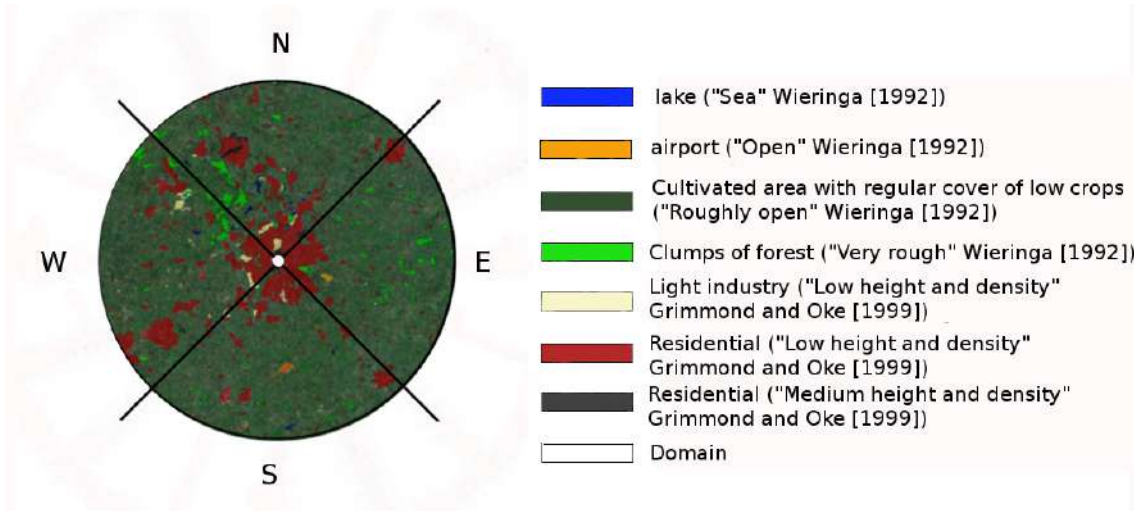 N
W
E
S
lake ("Sea" Wieringa [1992])
airport ("Open" Wieringa [1992])
Cultivated area with regular cover of low crops
("Roughly open" Wieringa [1992])
Clumps of forest ("Very rough" Wieringa [1992])
Light industry ("Low height and density"
Grimmond and Oke [1999])
Residential ("Low height and density"
Grimmond and Oke [1999])
Residential ("Medium height and density"
Grimmond and Oke [1999])
Domain